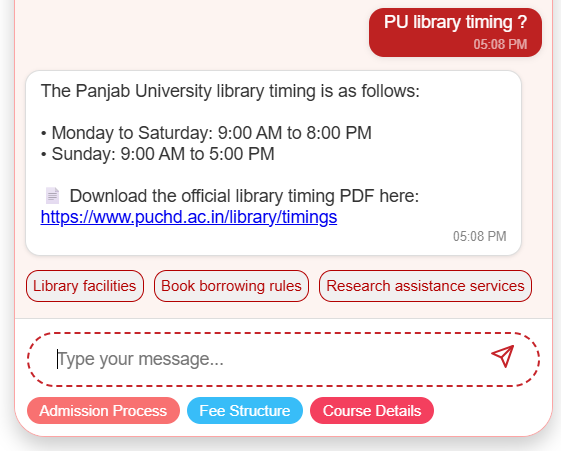 PU library timing ?
05:08 PM
The Panjab University library timing is as follows:
• Monday to Saturday: 9:00 AM to 8:00 PM
• Sunday: 9:00 AM to 5:00 PM
Download the official library timing PDF here:
https://www.puchd.ac.in/library/timings
05:08 PM
Library facilities Book borrowing rules Research assistance services
Type your message...
Admission Process Fee Structure Course Details